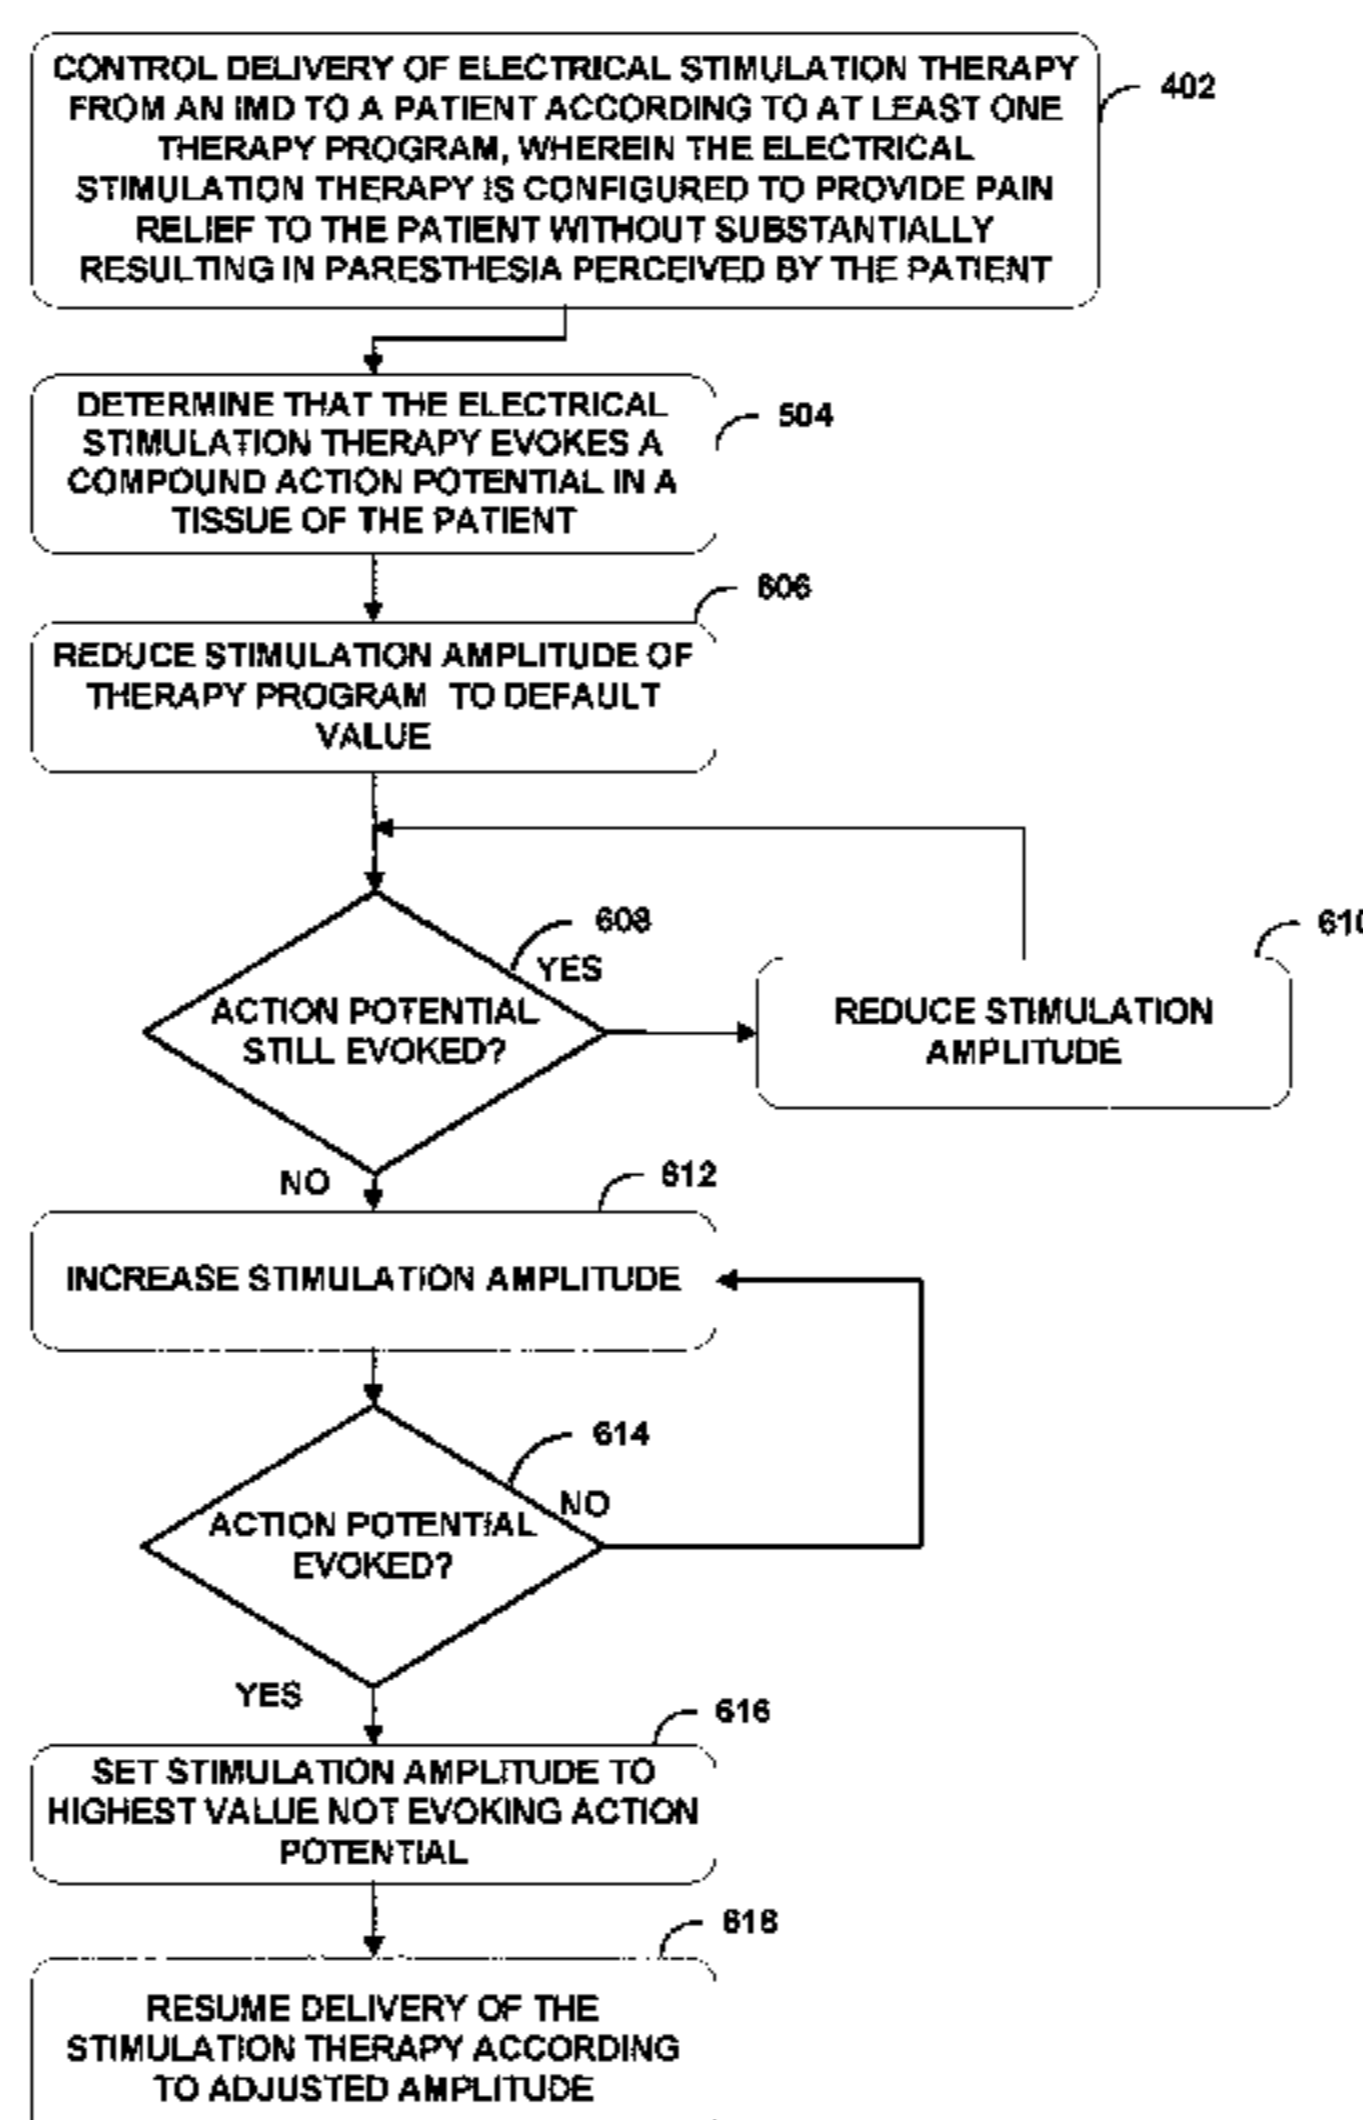 CONTROL DELIVERY OF ELECTRICAL STIMULATION THERAPY
FROM AN IMD TO A PATIENT ACCORDING TO AT LEAST ONE
THERAPY PROGRAM, WHEREIN THE ELECTRICAL
STIMULATION THERAPY IS CONFIGURED TO PROVIDE PAIN
RELIEF TO THE PATIENT WITHOUT SUBSTANTIALLY
RESULTING IN PARESTHESIA PERCEIVED BY THE PATIENT
402
DETERMINE THAT THE ELECTRICAL
STIMULATION THERAPY EVOKES A
COMPOUND ACTION POTENTIAL IN A
TISSUE OF THE PATIENT
504
606
REDUCE STIMULATION AMPLITUDE OF
THERAPY PROGRAM TO DEFAULT
VALUE
608
YES
ACTION POTENTIAL
STILL EVOKED?
610
REDUCE STIMULATION
AMPLITUDE
NO
612
INCREASE STIMULATION AMPLITUDE
614
NO
ACTION POTENTIAL
EVOKED?
YES
616
SET STIMULATION AMPLITUDE TO
HIGHEST VALUE NOT EVOKING ACTION
POTENTIAL
618
RESUME DELIVERY OF THE
STIMULATION THERAPY ACCORDING
TO ADJUSTED AMPLITUDE